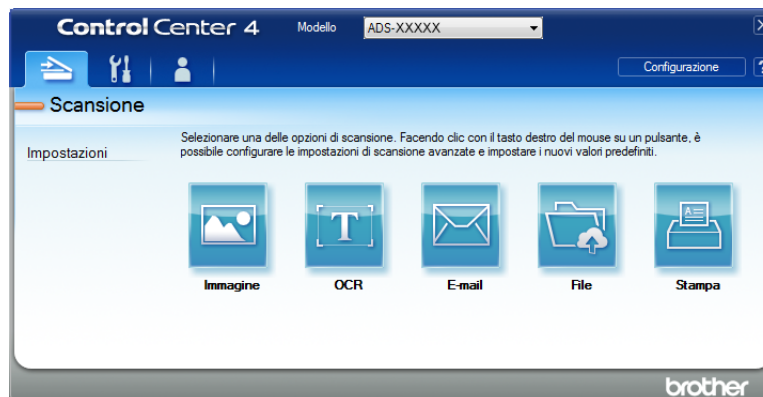 Control Center 4 Modello ADS-XXXXX
Configurazione ?
Scansione
Impostazioni
Selezionare una delle opzioni di scansione. Facendo clic con il tasto destro del mouse su un pulsante, è
possibile configurare le impostazioni di scansione avanzate e impostare i nuovi valori predefiniti.
T
Immagine OCR E-mail File Stampa
brother